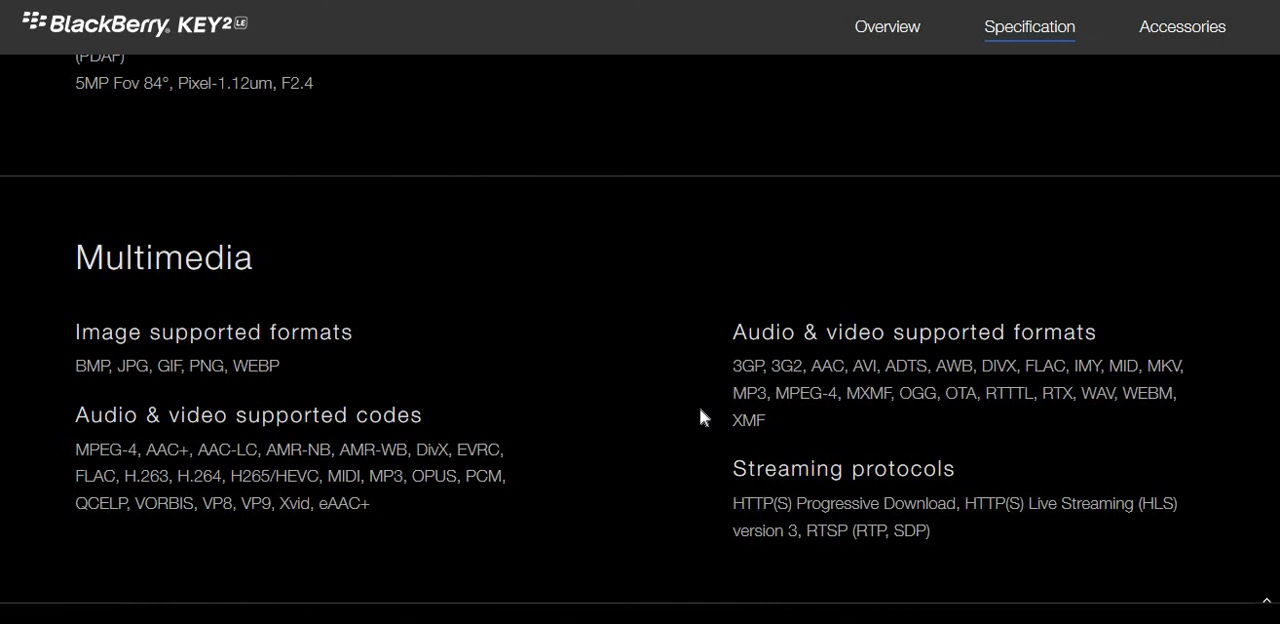 BlackBerry® KEY2 LE
Overview
Specification
Accessories
(PDAF)
5MP Fov 84°, Pixel-1.12um, F2.4
Multimedia
Image supported formats
BMP, JPG, GIF, PNG, WEBP
Audio & video supported codes
MPEG-4, AAC+, AAC-LC, AMR-NB, AMR-WB, DivX, EVRC,
FLAC, H.263, H.264, H265/HEVC, MIDI, MP3, OPUS, PCM,
QCELP, VORBIS, VP8, VP9, Xvid, eAAC+
Audio & video supported formats
3GP, 3G2, AAC, AVI, ADTS, AWB, DIVX, FLAC, IMY, MID, MKV,
MP3, MPEG-4, MXMF, OGG, OTA, RTTTL, RTX, WAV, WEBM,
XMF
Streaming protocols
HTTP(S) Progressive Download, HTTP(S) Live Streaming (HLS)
version 3, RTSP (RTP, SDP)